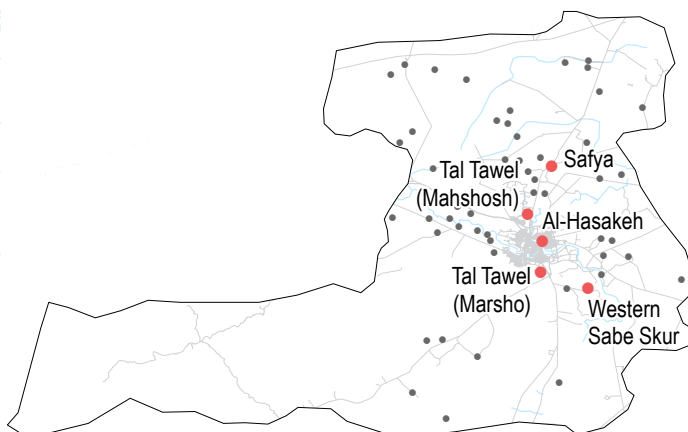 Safya
Tal Tawel
(Mahshosh)
Al-Hasakeh
Tal Tawel
(Marsho)
Western
Sabe Skur